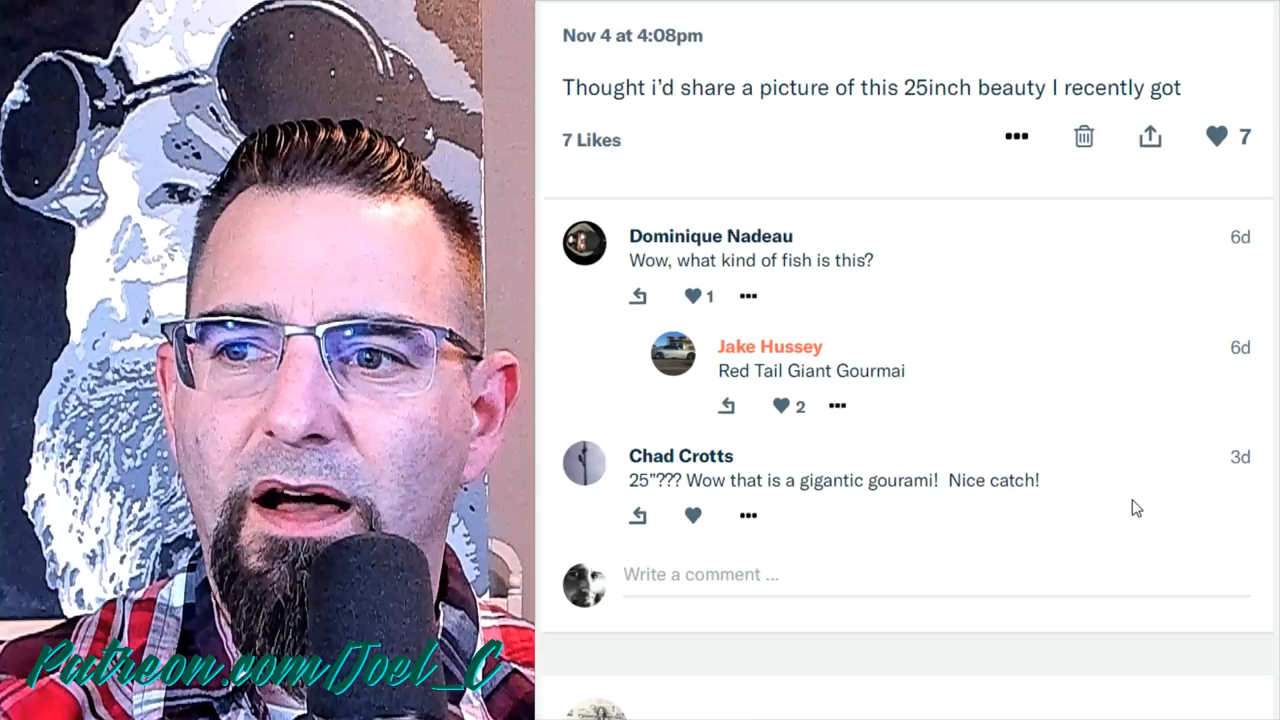 Nov 4 at 4:08pm
Thought i'd share a picture of this 25inch beauty I recently got
7 Likes
7
Dominique Nadeau
6d
Wow, what kind of fish is this?
1
Jake Hussey
6d
Red Tail Giant Gourmai
2
Chad Crotts
3d
25”??? Wow that is a gigantic gourami!  Nice catch!
Write a comment ...
Patreon.com/Joel_C